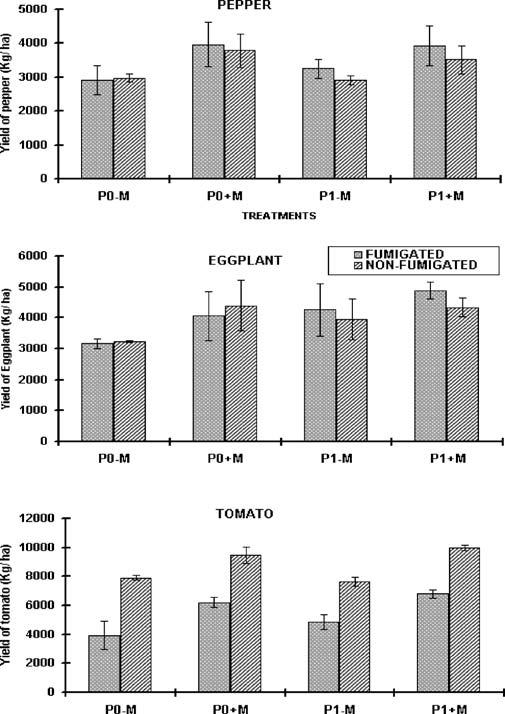 PEPPER
Yield of pepper (Kg/ha)
5000
4000
3000
2000
1000
0
P0-M P0+M P1-M P1+M
TREATMENTS
EGGPLANT
FUMIGATED
NON-FUMIGATED
Yield of Eggplant (Kg/ha)
6000
5000
4000
3000
2000
1000
0
P0-M P0+M P1-M P1+M
TOMATO
Yield of tomato (Kg/ha)
12000
10000
8000
6000
4000
2000
0
P0-M P0+M P1-M P1+M